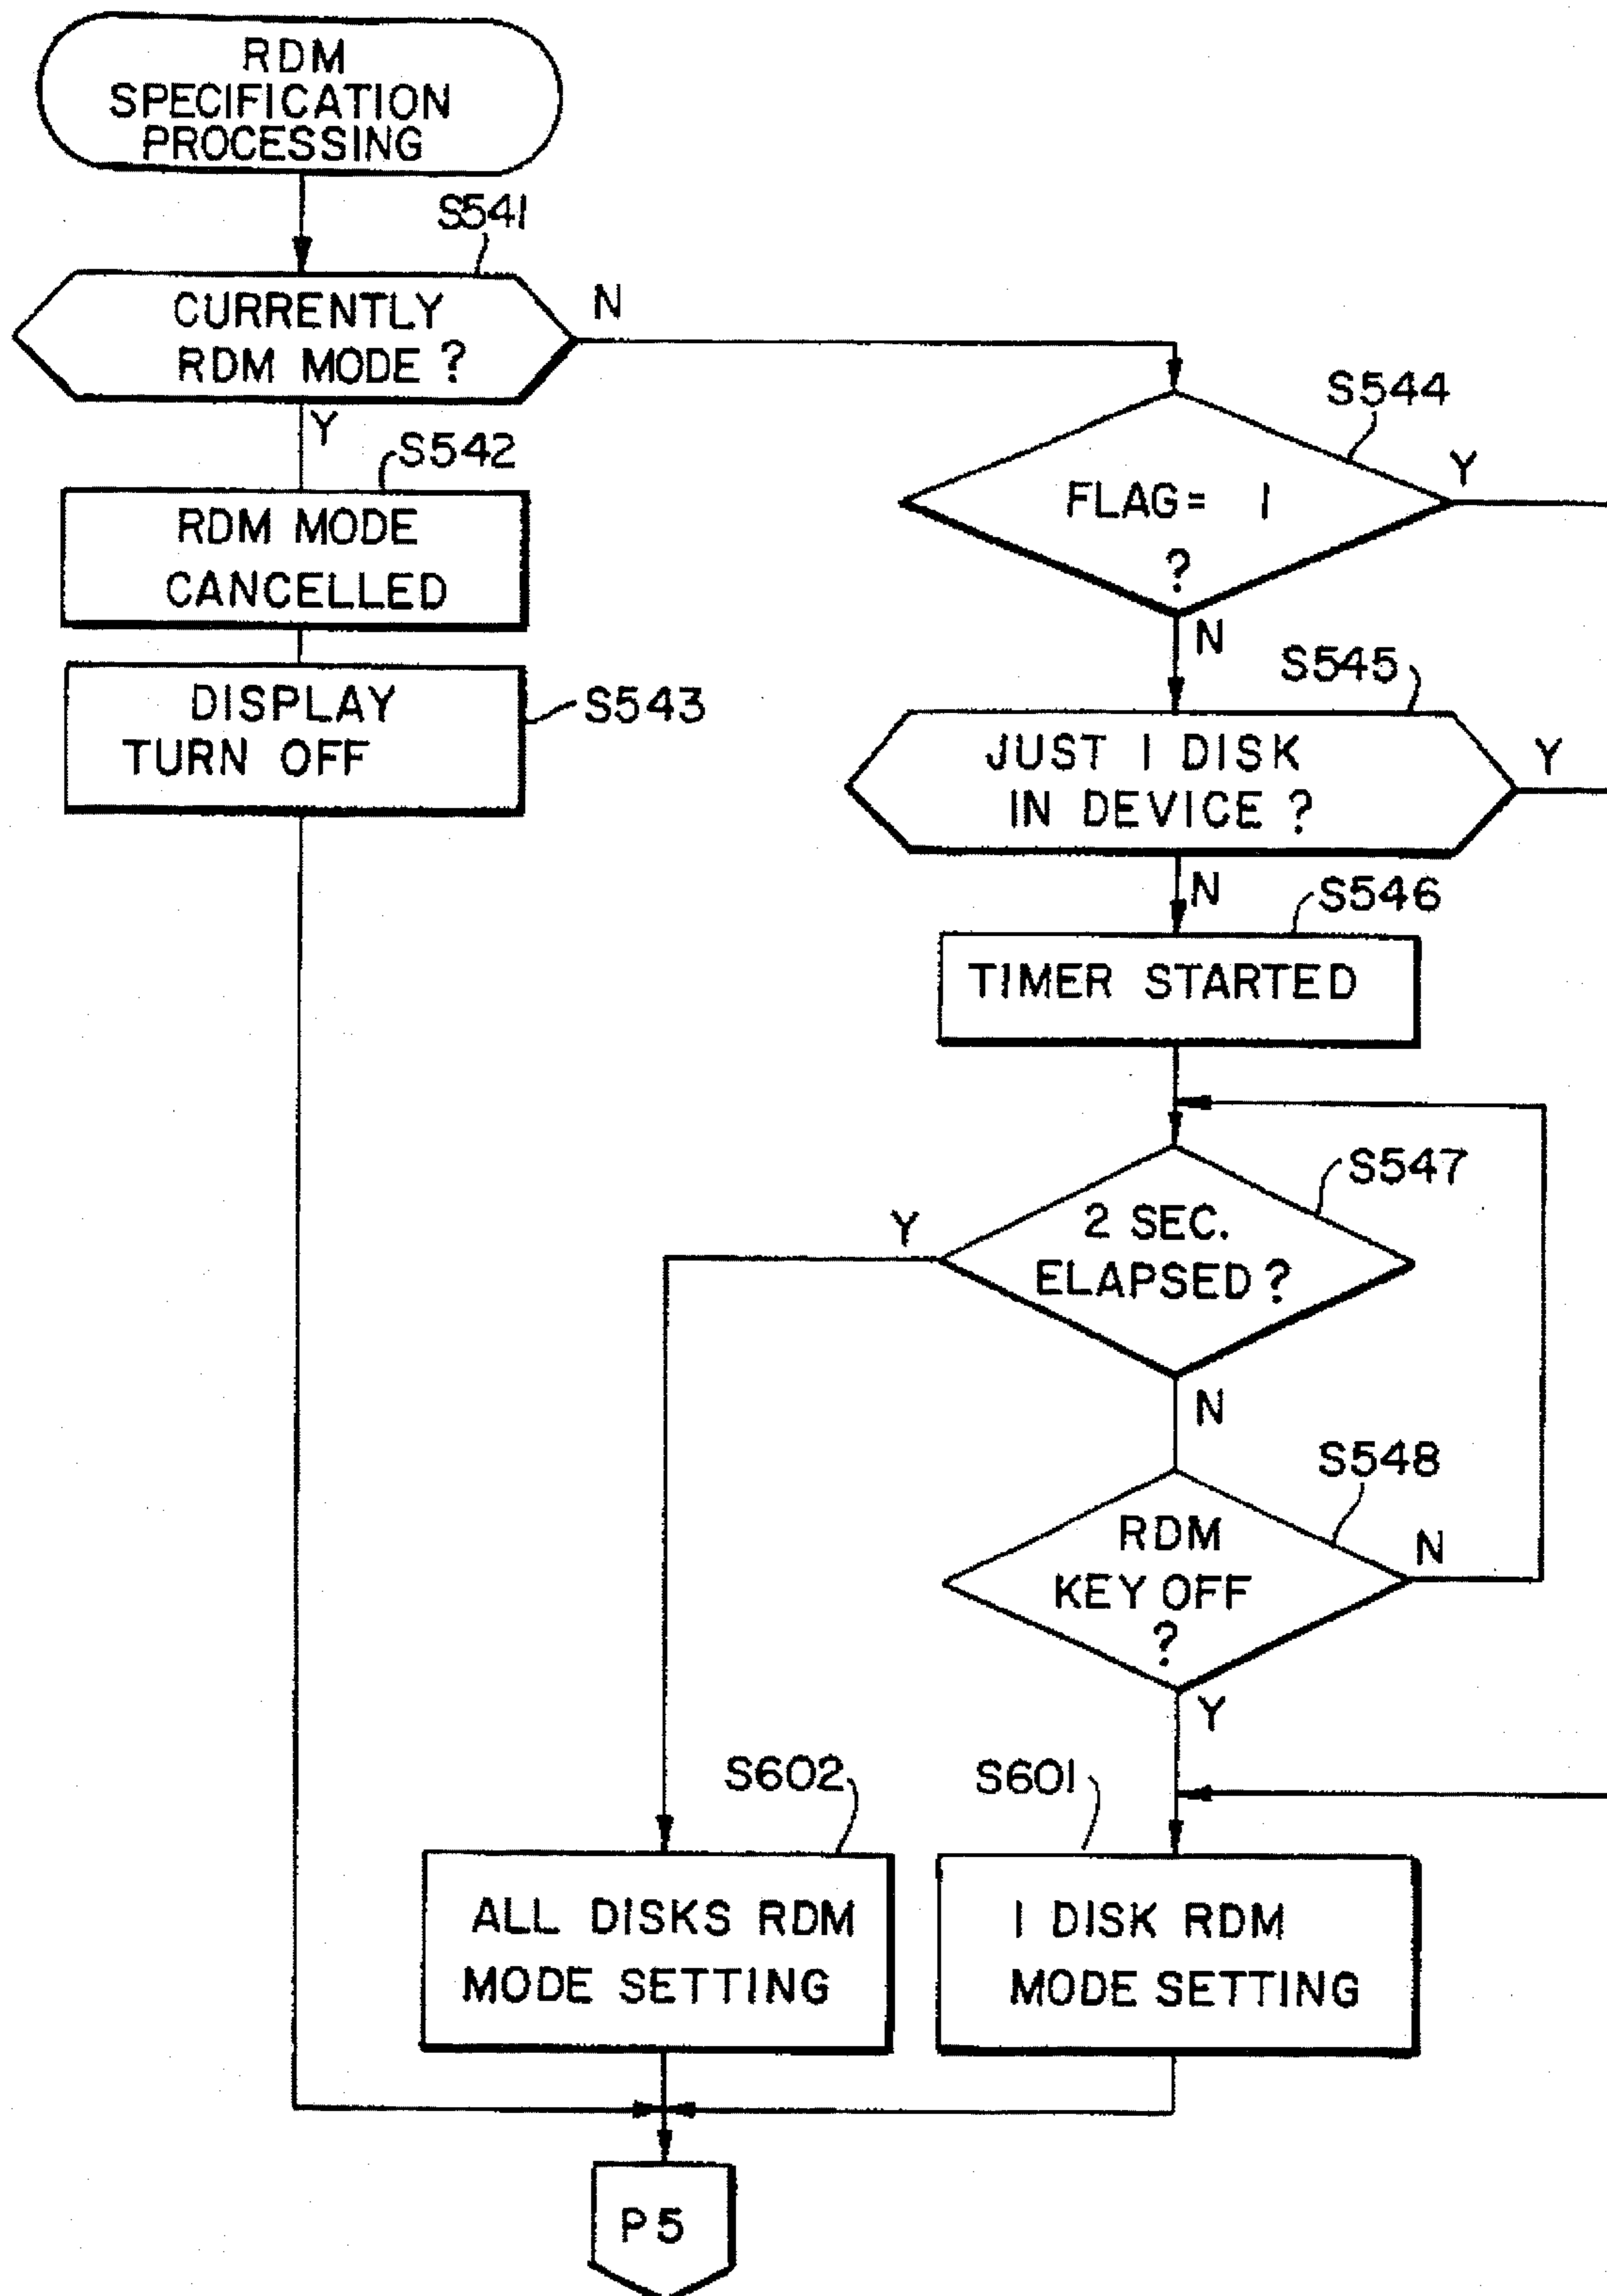 RDM
SPECIFICATION
PROCESSING
S541
CURRENTLY
RDM MODE ?
N
Y
S542
RDM MODE
CANCELLED
DISPLAY
TURN OFF
S543
S544
FLAG = 1
?
Y
N
S545
JUST 1 DISK
IN DEVICE ?
Y
N
S546
TIMER STARTED
S547
2 SEC.
ELAPSED ?
Y
N
S548
RDM
KEY OFF
?
N
Y
S602
ALL DISKS RDM
MODE SETTING
S601
1 DISK RDM
MODE SETTING
P5